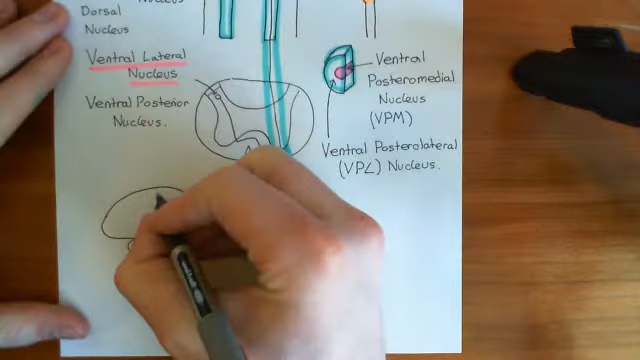 Dorsal
Nucleus
Ventral Lateral
Nucleus
Ventral Posterior
Nucleus.
Ventral
Posteromedial
Nucleus
(VPM)
Ventral Posterolateral
(VPL) Nucleus.